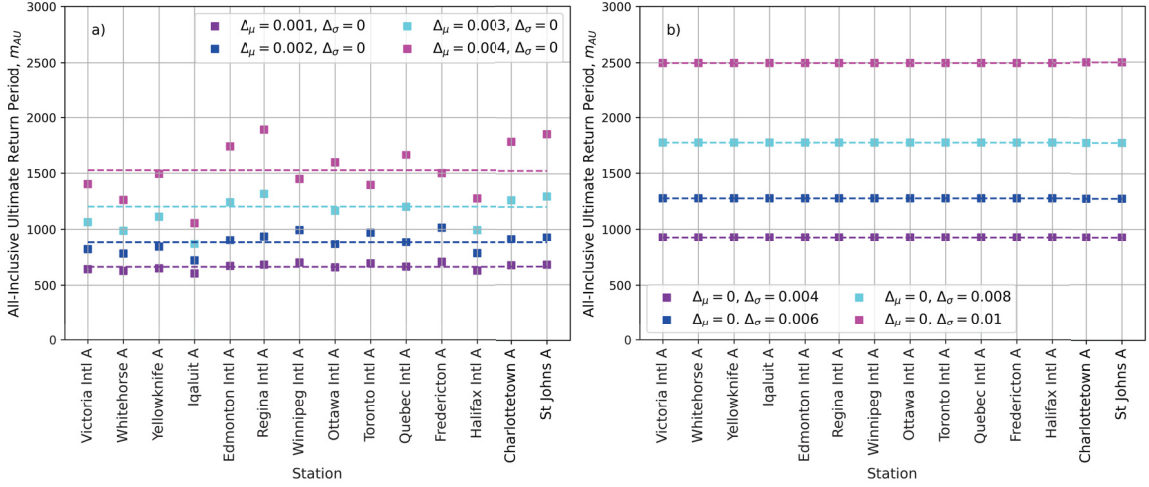 a)
Δμ = 0.001, Δσ = 0
Δμ = 0.002, Δσ = 0
Δμ = 0.003, Δσ = 0
Δμ = 0.004, Δσ = 0
All-Inclusive Ultimate Return Period, mAU
3000
2500
2000
1500
1000
500
0
Victoria Intl A
Whitehorse A
Yellowknife A
Iqaluit A
Edmonton Intl A
Regina Intl A
Winnipeg Intl A
Ottawa Intl A
Toronto Intl A
Quebec Intl A
Fredericton A
Halifax Intl A
Charlottetown A
St Johns A
Station
b)
All-Inclusive Ultimate Return Period, mAU
3000
2500
2000
1500
1000
500
0
Δμ = 0, Δσ = 0.004
Δμ = 0. Δσ = 0.006
Δμ = 0, Δσ = 0.008
Δμ = 0. Δσ = 0.01
Victoria Intl A
Whitehorse A
Yellowknife A
Iqaluit A
Edmonton Intl A
Regina Intl A
Winnipeg Intl A
Ottawa Intl A
Toronto Intl A
Quebec Intl A
Fredericton A
Halifax Intl A
Charlottetown A
St Johns A
Station